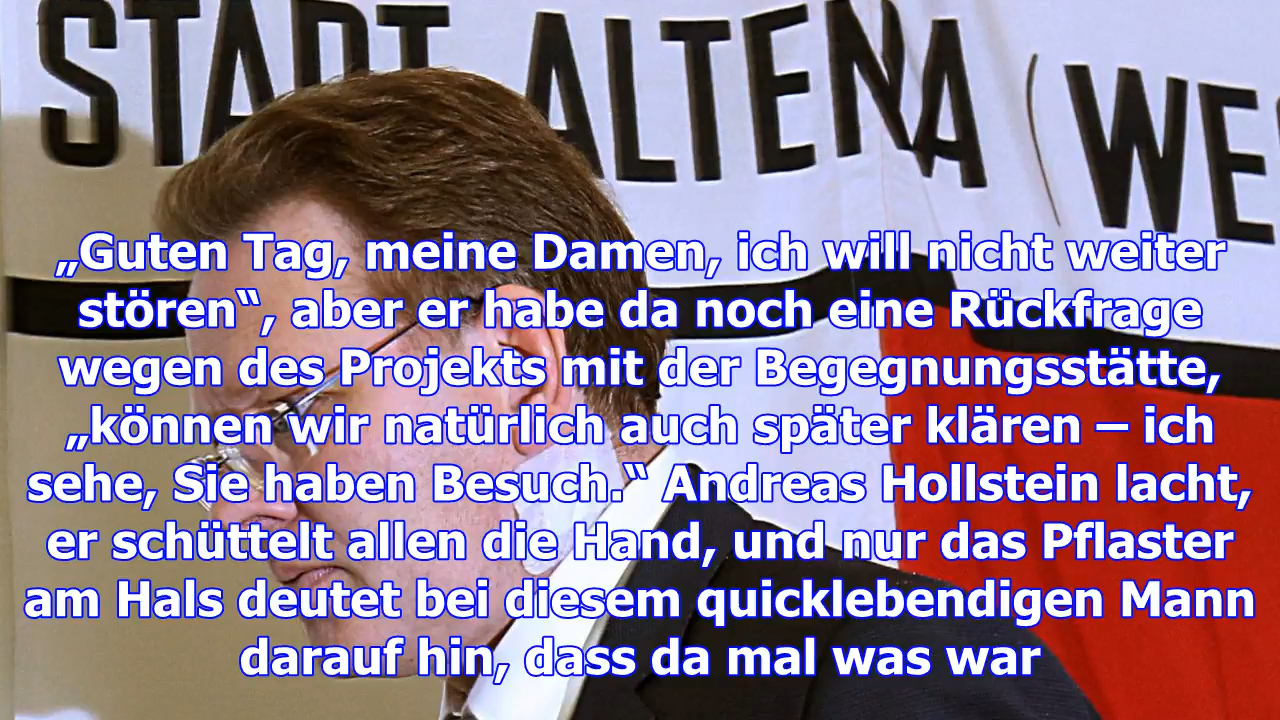 STADT ALTENA (WE
„Guten Tag, meine Damen, ich will nicht weiter
stören“, aber er habe da noch eine Rückfrage
wegen des Projekts mit der Begegnungsstätte,
„können wir natürlich auch später klären – ich
sehe, Sie haben Besuch.“ Andreas Hollstein lacht,
er schüttelt allen die Hand, und nur das Pflaster
am Hals deutet bei diesem quicklebendigen Mann
darauf hin, dass da mal was war